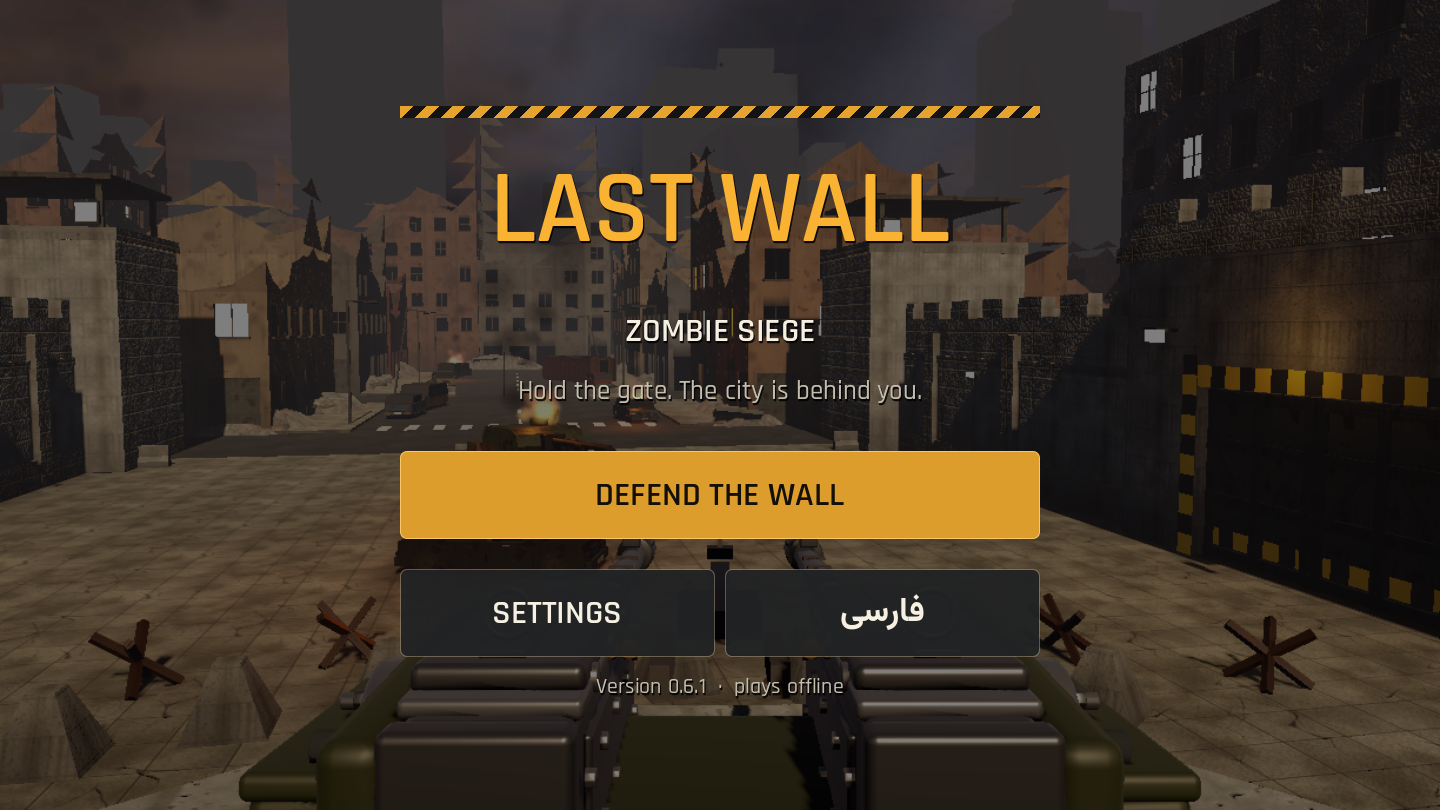 LAST WALL
ZOMBIE SIEGE
Hold the gate. The city is behind you.
DEFEND THE WALL
SETTINGS
فارسی
Version 0.6.1 · plays offline